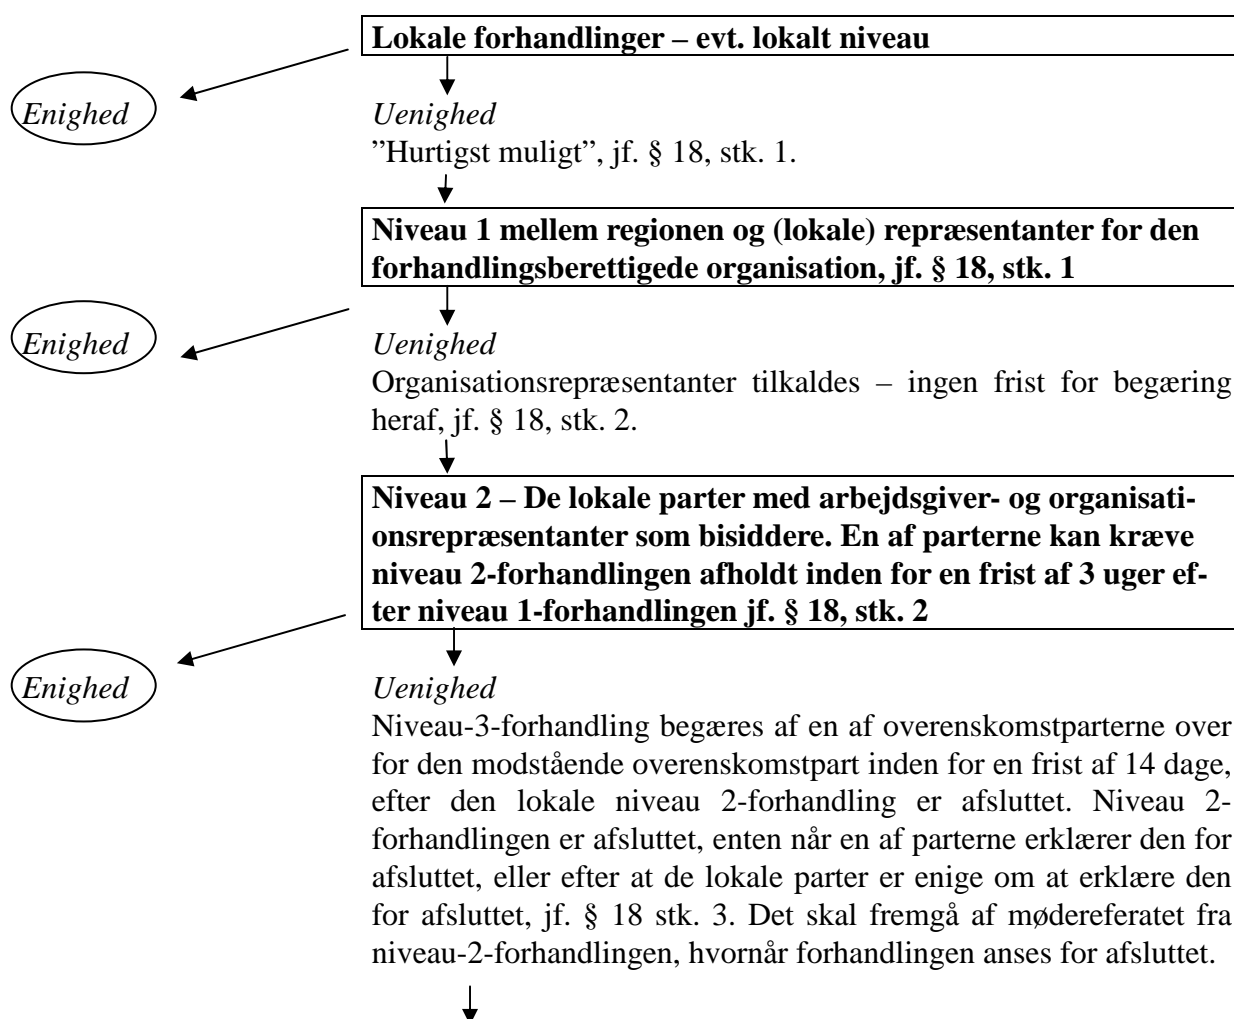 Lokale forhandlinger – evt. lokalt niveau
Enighed
Uenighed
”Hurtigst muligt”, jf. § 18, stk. 1.
Niveau 1 mellem regionen og (lokale) repræsentanter for den
forhandlingsberettigede organisation, jf. § 18, stk. 1
Enighed
Uenighed
Organisationsrepræsentanter tilkaldes – ingen frist for begæring
heraf, jf. § 18, stk. 2.
Niveau 2 – De lokale parter med arbejdsgiver- og organisati-
onsrepræsentanter som bisiddere. En af parterne kan kræve
niveau 2-forhandlingen afholdt inden for en frist af 3 uger ef-
ter niveau 1-forhandlingen jf. § 18, stk. 2
Enighed
Uenighed
Niveau-3-forhandling begæres af en af overenskomstparterne over
for den modstående overenskomstpart inden for en frist af 14 dage,
efter den lokale niveau 2-forhandling er afsluttet. Niveau 2-
forhandlingen er afsluttet, enten når en af parterne erklærer den for
afsluttet, eller efter at de lokale parter er enige om at erklære den
for afsluttet, jf. § 18 stk. 3. Det skal fremgå af mødereferatet fra
niveau-2-forhandlingen, hvornår forhandlingen anses for afsluttet.